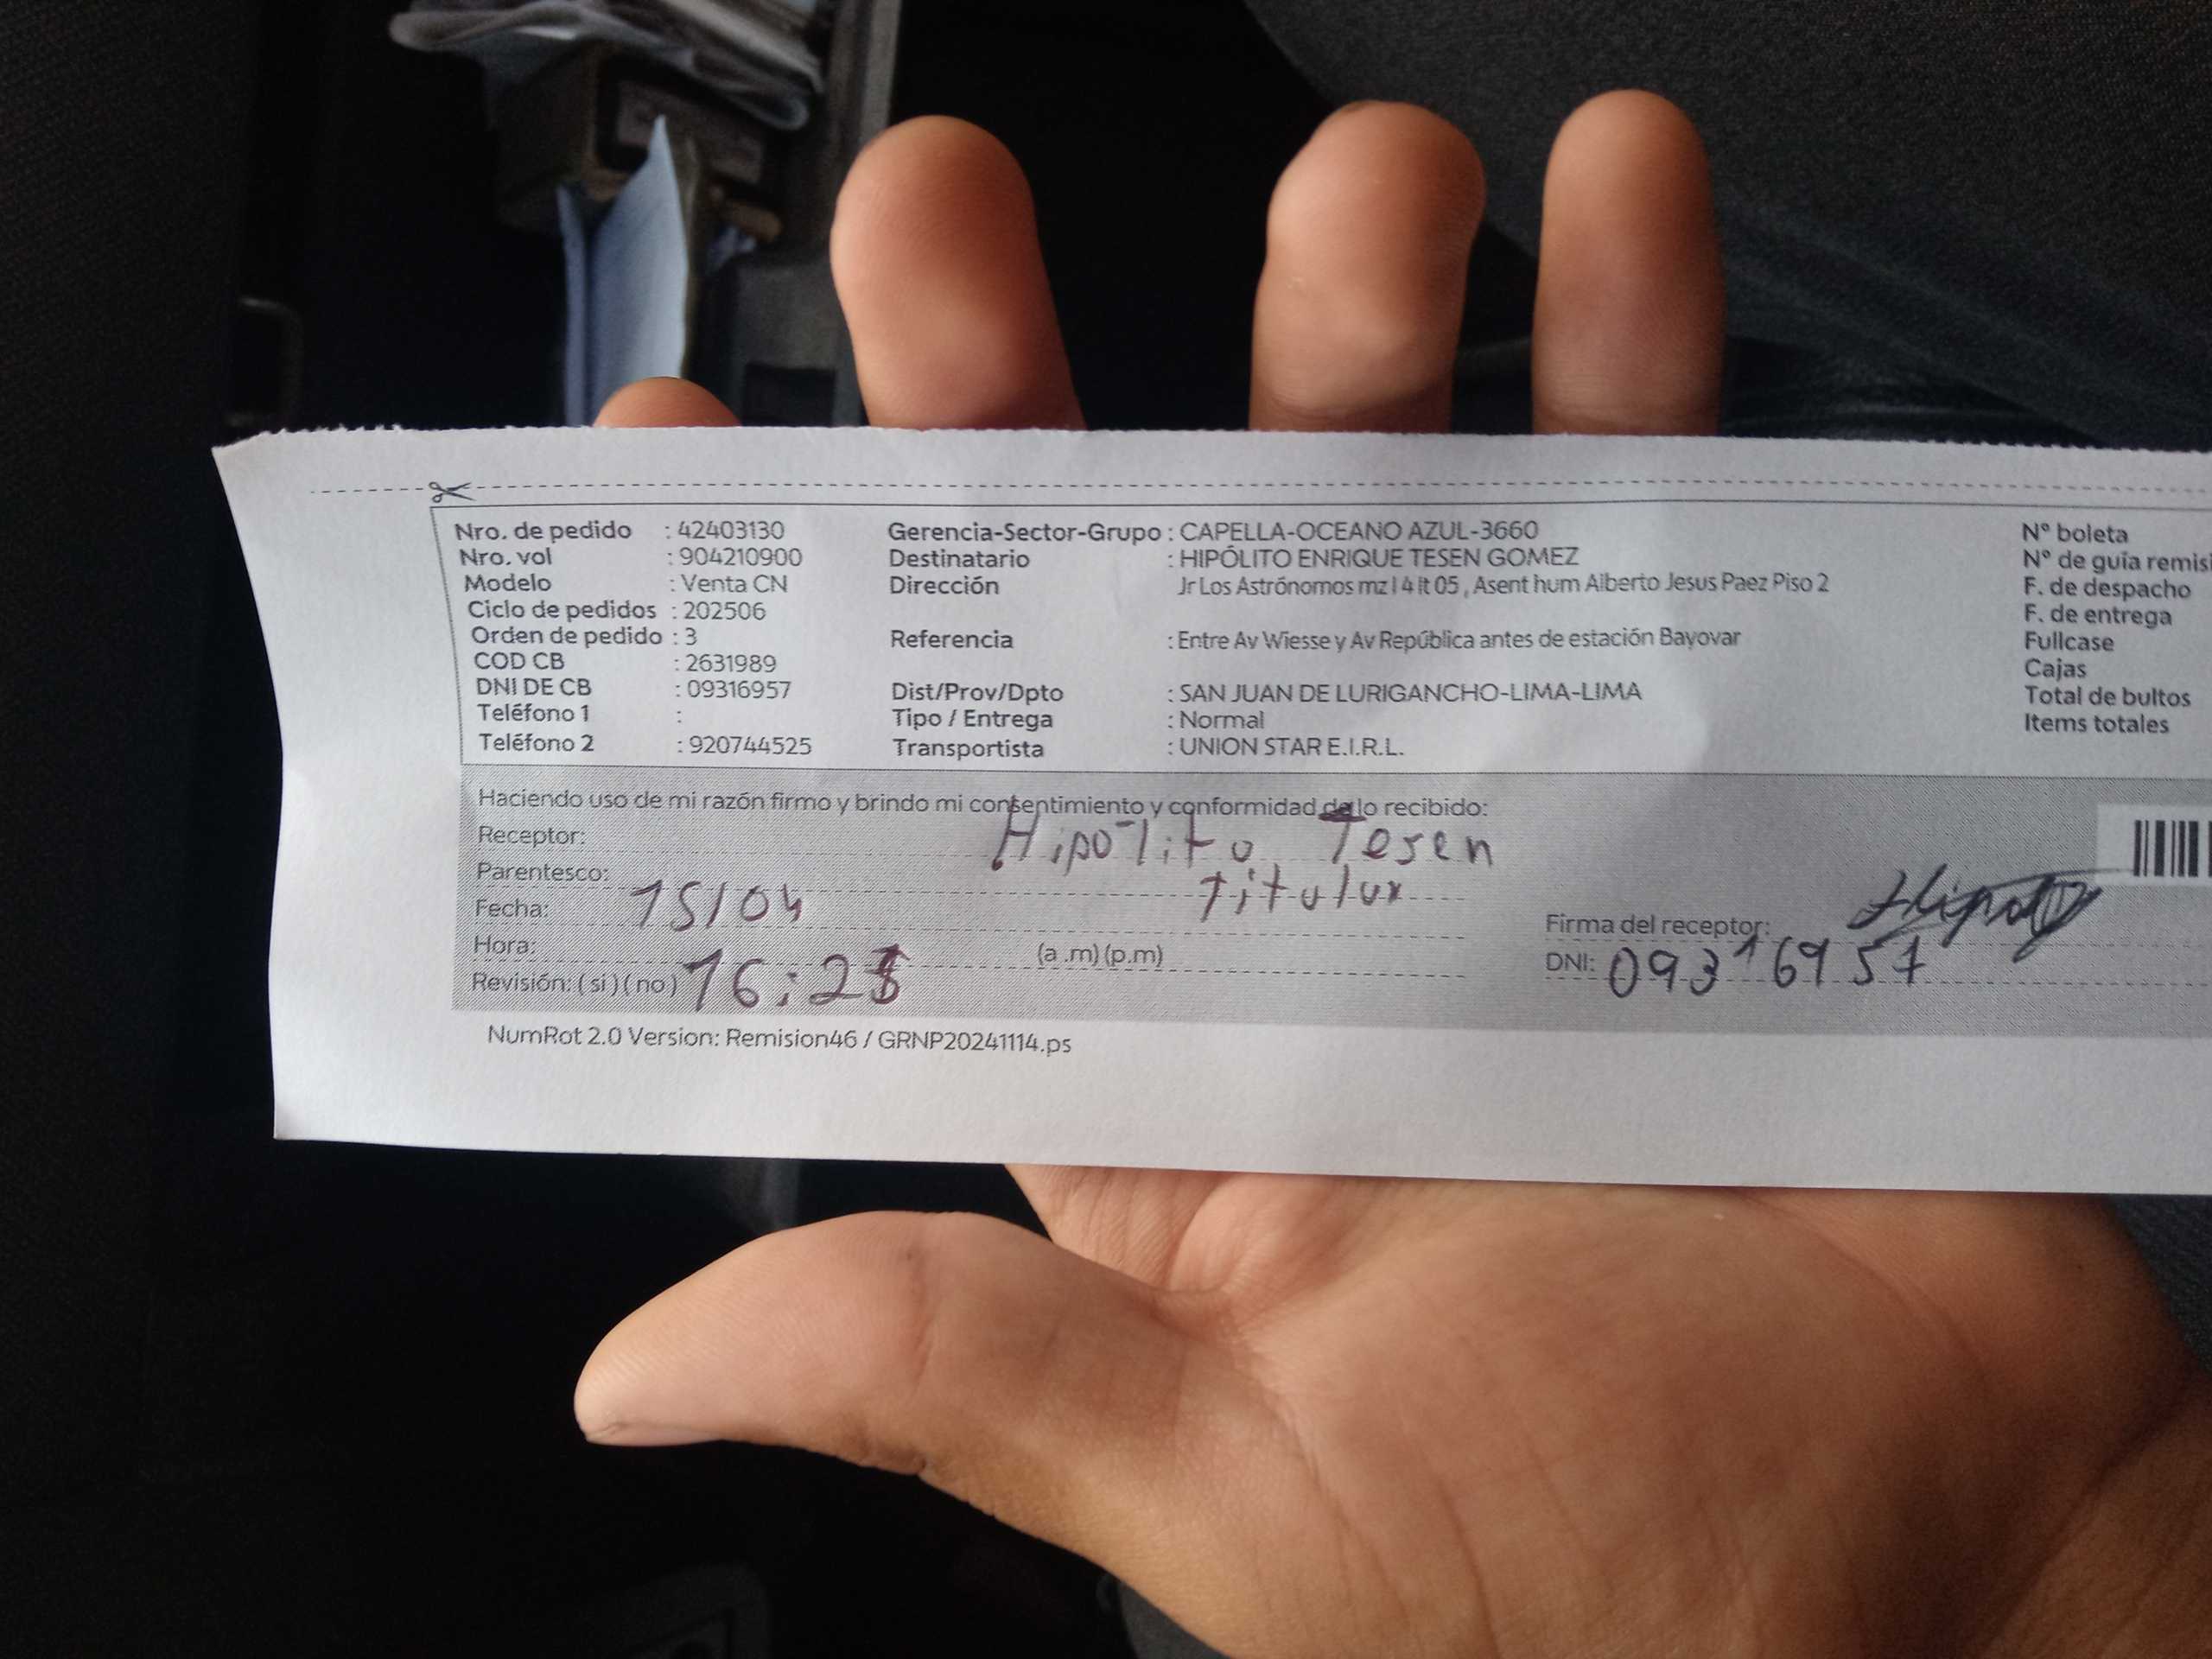 Nro. de pedido : 42403130 Gerencia-Sector-Grupo : CAPELLA-OCEANO AZUL-3660 Nº boleta
Nro. vol : 904210900 Destinatario : HIPÓLITO ENRIQUE TESEN GOMEZ Nº de guía remisi
Modelo : Venta CN Dirección Jr Los Astrónomos mz I 4 lt 05 , Asent hum Alberto Jesus Paez Piso 2 F. de despacho
Ciclo de pedidos : 202506 F. de entrega
Orden de pedido : 3 Referencia : Entre Av Wiesse y Av República antes de estación Bayovar Fullcase
COD CB : 2631989 Cajas
DNI DE CB : 09316957 Dist/Prov/Dpto : SAN JUAN DE LURIGANCHO-LIMA-LIMA Total de bultos
Teléfono 1 : Tipo / Entrega : Normal Items totales
Teléfono 2 : 920744525 Transportista : UNION STAR E.I.R.L.
Haciendo uso de mi razón firmo y brindo mi consentimiento y conformidad de lo recibido:
Receptor: Hipólito Tesen
Parentesco: Titular
Fecha: 15/04 Firma del receptor:
Hora: (a .m) (p.m) DNI: 09316957
Revisión: ( si ) ( no ) 16:2
NumRot 2.0 Version: Remision46 / GRNP20241114.ps